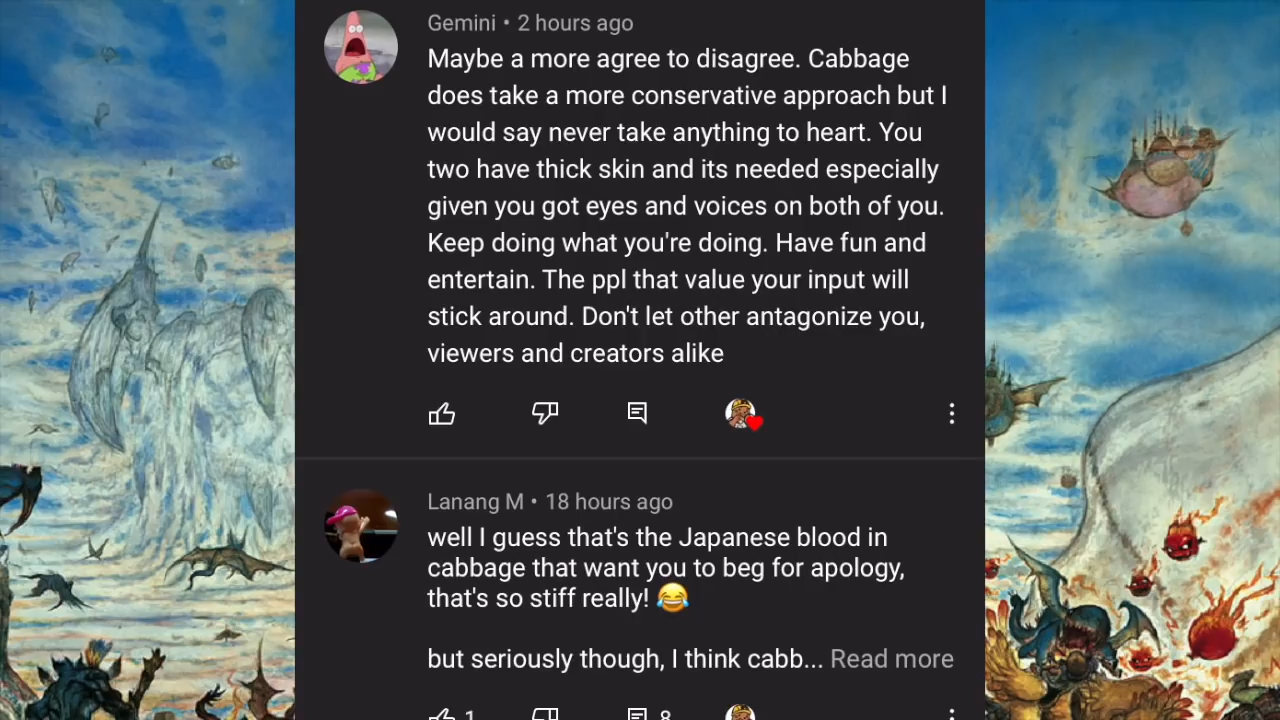 Gemini • 2 hours ago
Maybe a more agree to disagree. Cabbage
does take a more conservative approach but I
would say never take anything to heart. You
two have thick skin and its needed especially
given you got eyes and voices on both of you.
Keep doing what you're doing. Have fun and
entertain. The ppl that value your input will
stick around. Don't let other antagonize you,
viewers and creators alike
Lanang M • 18 hours ago
well I guess that's the Japanese blood in
cabbage that want you to beg for apology,
that's so stiff really! 😂
but seriously though, I think cabb... Read more
1 8